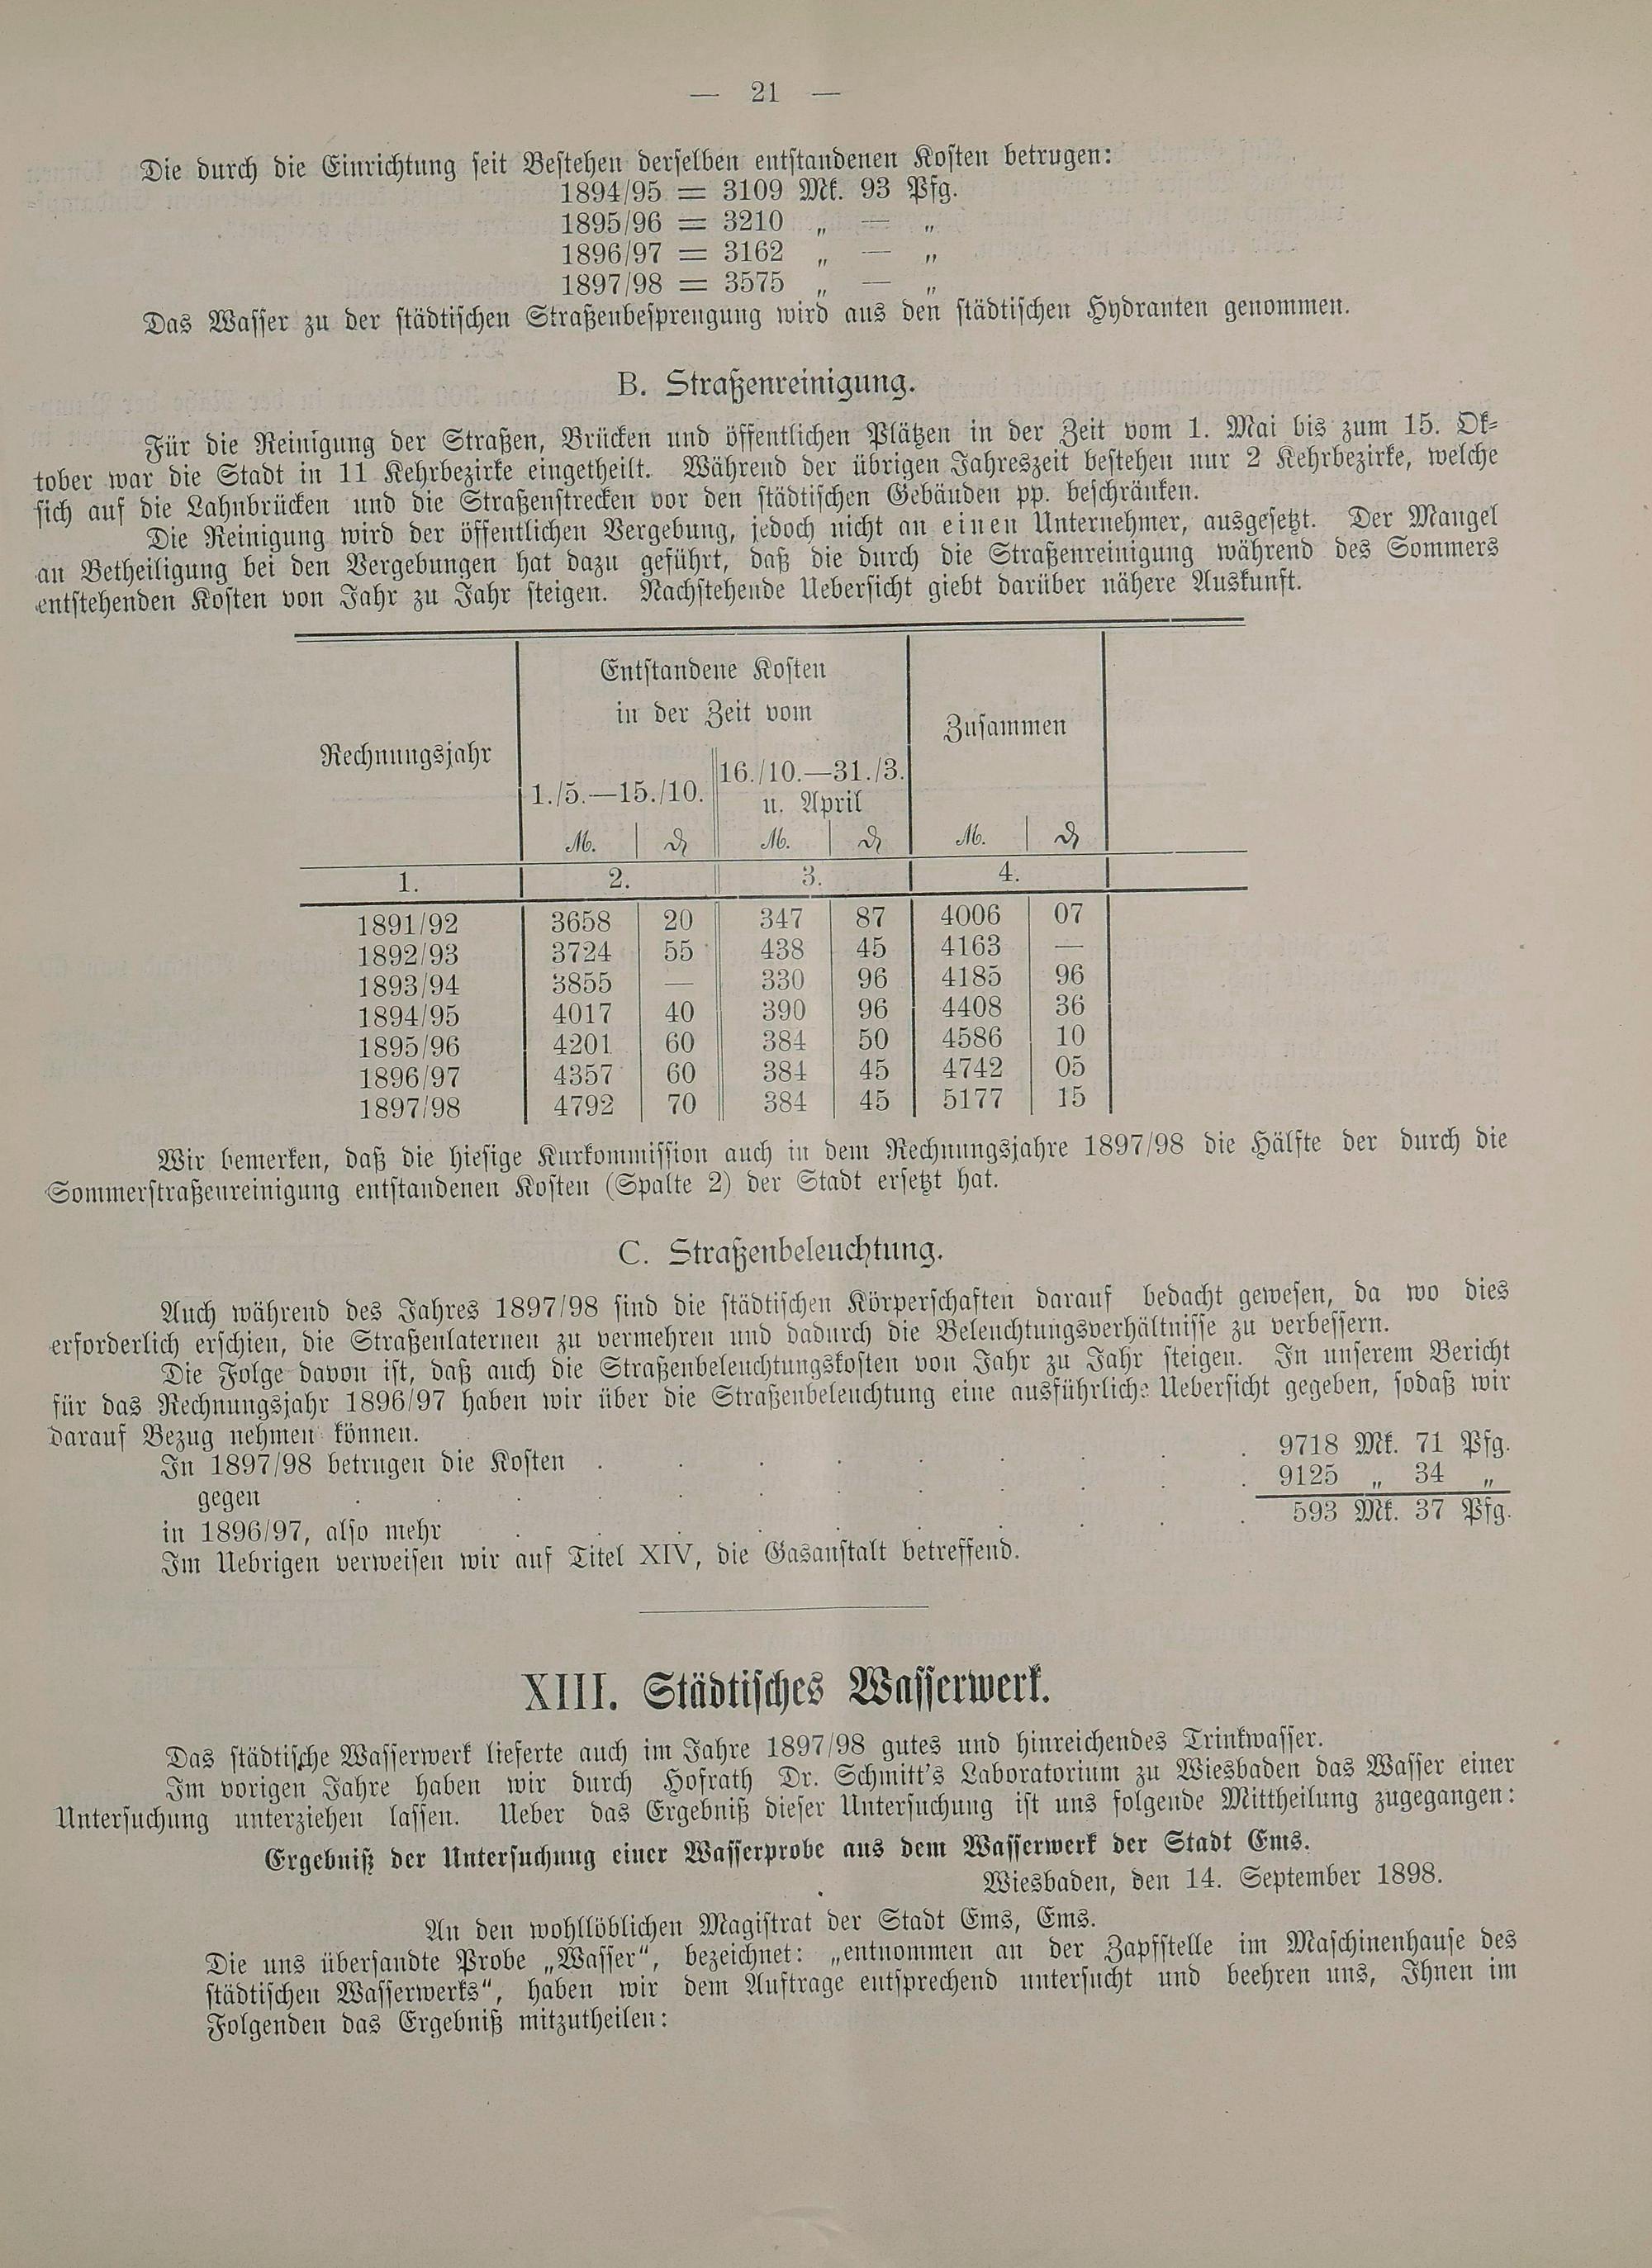 — 21 —
Die durch die Einrichtung seit Bestehen derselben entstandenen Kosten betrugen:
1894/95 = 3109 Mk. 93 Pfg.
1895/96 = 3210 „ — „
1896/97 = 3162 „ — „
1897/98 = 3575 „ — „
Das Wasser zu der städtischen Straßenbesprengung wird aus den städtischen Hydranten genommen.
B. Straßenreinigung.
Für die Reinigung der Straßen, Brücken und öffentlichen Plätzen in der Zeit vom 1. Mai bis zum 15. Ok-
tober war die Stadt in 11 Kehrbezirke eingetheilt. Während der übrigen Jahreszeit bestehen nur 2 Kehrbezirke, welche
sich auf die Lahnbrücken und die Straßenstrecken vor den städtischen Gebäuden pp. beschränken.
Die Reinigung wird der öffentlichen Vergebung, jedoch nicht an einen Unternehmer, ausgesetzt. Der Mangel
an Betheiligung bei den Vergebungen hat dazu geführt, daß die durch die Straßenreinigung während des Sommers
entstehenden Kosten von Jahr zu Jahr steigen. Nachstehende Uebersicht giebt darüber nähere Auskunft.
Entstandene Kosten
in der Zeit vom
Zusammen
Rechnungsjahr
1./5.—15./10. 16./10.—31./3.
u. April
M. ₰ M. ₰ M. ₰
1. 2. 3. 4.
1891/92 3658 20 347 87 4006 07
1892/93 3724 55 438 45 4163 —
1893/94 3855 — 330 96 4185 96
1894/95 4017 40 390 96 4408 36
1895/96 4201 60 384 50 4586 10
1896/97 4357 60 384 45 4742 05
1897/98 4792 70 384 45 5177 15
Wir bemerken, daß die hiesige Kurkommission auch in dem Rechnungsjahre 1897/98 die Hälfte der durch die
Sommerstraßenreinigung entstandenen Kosten (Spalte 2) der Stadt ersetzt hat.
C. Straßenbeleuchtung.
Auch während des Jahres 1897/98 sind die städtischen Körperschaften darauf bedacht gewesen, da wo dies
erforderlich erschien, die Straßenlaternen zu vermehren und dadurch die Beleuchtungsverhältnisse zu verbessern.
Die Folge davon ist, daß auch die Straßenbeleuchtungskosten von Jahr zu Jahr steigen. In unserem Bericht
für das Rechnungsjahr 1896/97 haben wir über die Straßenbeleuchtung eine ausführliche Uebersicht gegeben, sodaß wir
darauf Bezug nehmen können.
In 1897/98 betrugen die Kosten . . . . . . . . . 9718 Mk. 71 Pfg.
gegen . . . . . . . . . . . . 9125 „ 34 „
in 1896/97, also mehr . . . . . . . . . . 593 Mk. 37 Pfg.
Im Uebrigen verweisen wir auf Titel XIV, die Gasanstalt betreffend.
XIII. Städtisches Wasserwerk.
Das städtische Wasserwerk lieferte auch im Jahre 1897/98 gutes und hinreichendes Trinkwasser.
Im vorigen Jahre haben wir durch Hofrath Dr. Schmitt's Laboratorium zu Wiesbaden das Wasser einer
Untersuchung unterziehen lassen. Ueber das Ergebniß dieser Untersuchung ist uns folgende Mittheilung zugegangen:
Ergebniß der Untersuchung einer Wasserprobe aus dem Wasserwerk der Stadt Ems.
Wiesbaden, den 14. September 1898.
An den wohllöblichen Magistrat der Stadt Ems, Ems.
Die uns übersandte Probe „Wasser“, bezeichnet: „entnommen an der Zapfstelle im Maschinenhause des
städtischen Wasserwerks“, haben wir dem Auftrage entsprechend untersucht und beehren uns, Ihnen im
Folgenden das Ergebniß mitzutheilen: